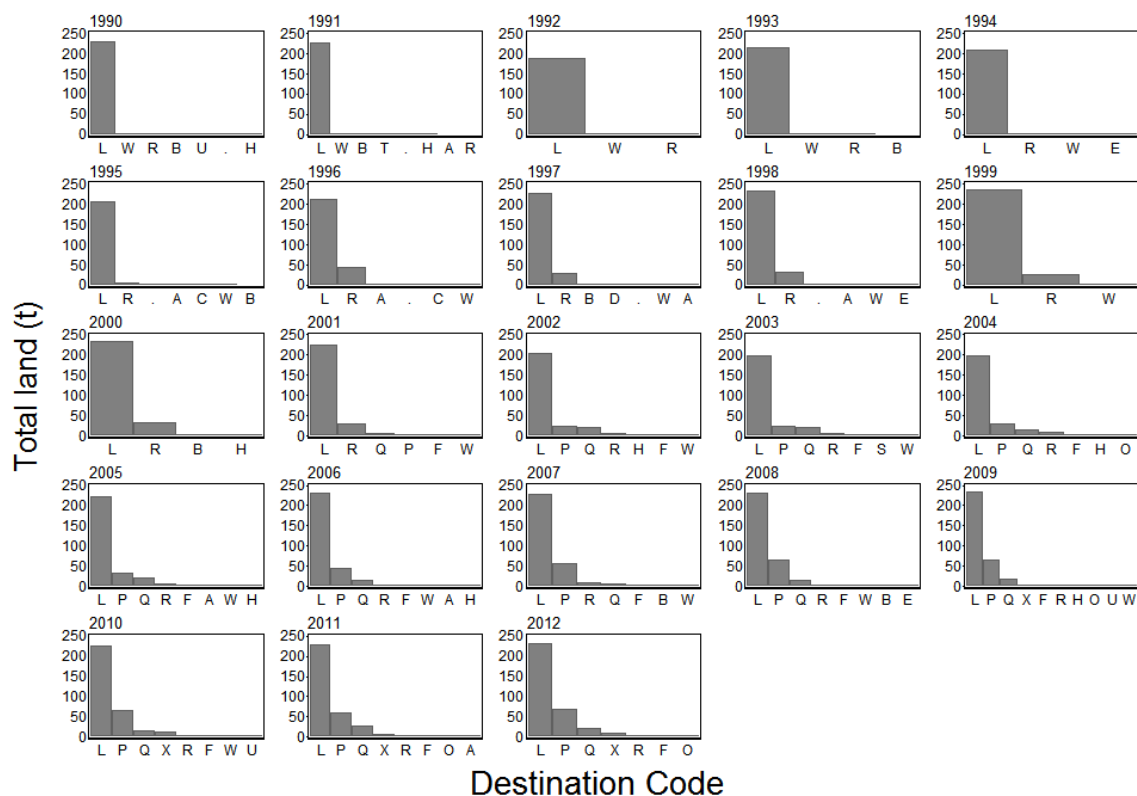 1990 1991 1992 1993 1994
250 250 250 250 250
200 200 200 200 200
150 150 150 150 150
100 100 100 100 100
50 50 50 50 50
0 0 0 0 0
L W R B U . H L W B T . H A R L W R L W R B L R W E
1995 1996 1997 1998 1999
250 250 250 250 250
200 200 200 200 200
150 150 150 150 150
100 100 100 100 100
50 50 50 50 50
0 0 0 0 0
L R . A C W B L R A . C W L R B D . W A L R . A W E L R W
Total land (t)
2000 2001 2002 2003 2004
250 250 250 250 250
200 200 200 200 200
150 150 150 150 150
100 100 100 100 100
50 50 50 50 50
0 0 0 0 0
L R B H L R Q P F W L P Q R H F W L P Q R F S W L P Q R F H O
2005 2006 2007 2008 2009
250 250 250 250 250
200 200 200 200 200
150 150 150 150 150
100 100 100 100 100
50 50 50 50 50
0 0 0 0 0
L P Q R F A W H L P Q R F W A H L P R Q F B W L P Q R F W B E L P Q X F R H O U W
2010 2011 2012
250 250 250
200 200 200
150 150 150
100 100 100
50 50 50
0 0 0
L P Q X R F W U L P Q X R F O A L P Q X R F O
Destination Code